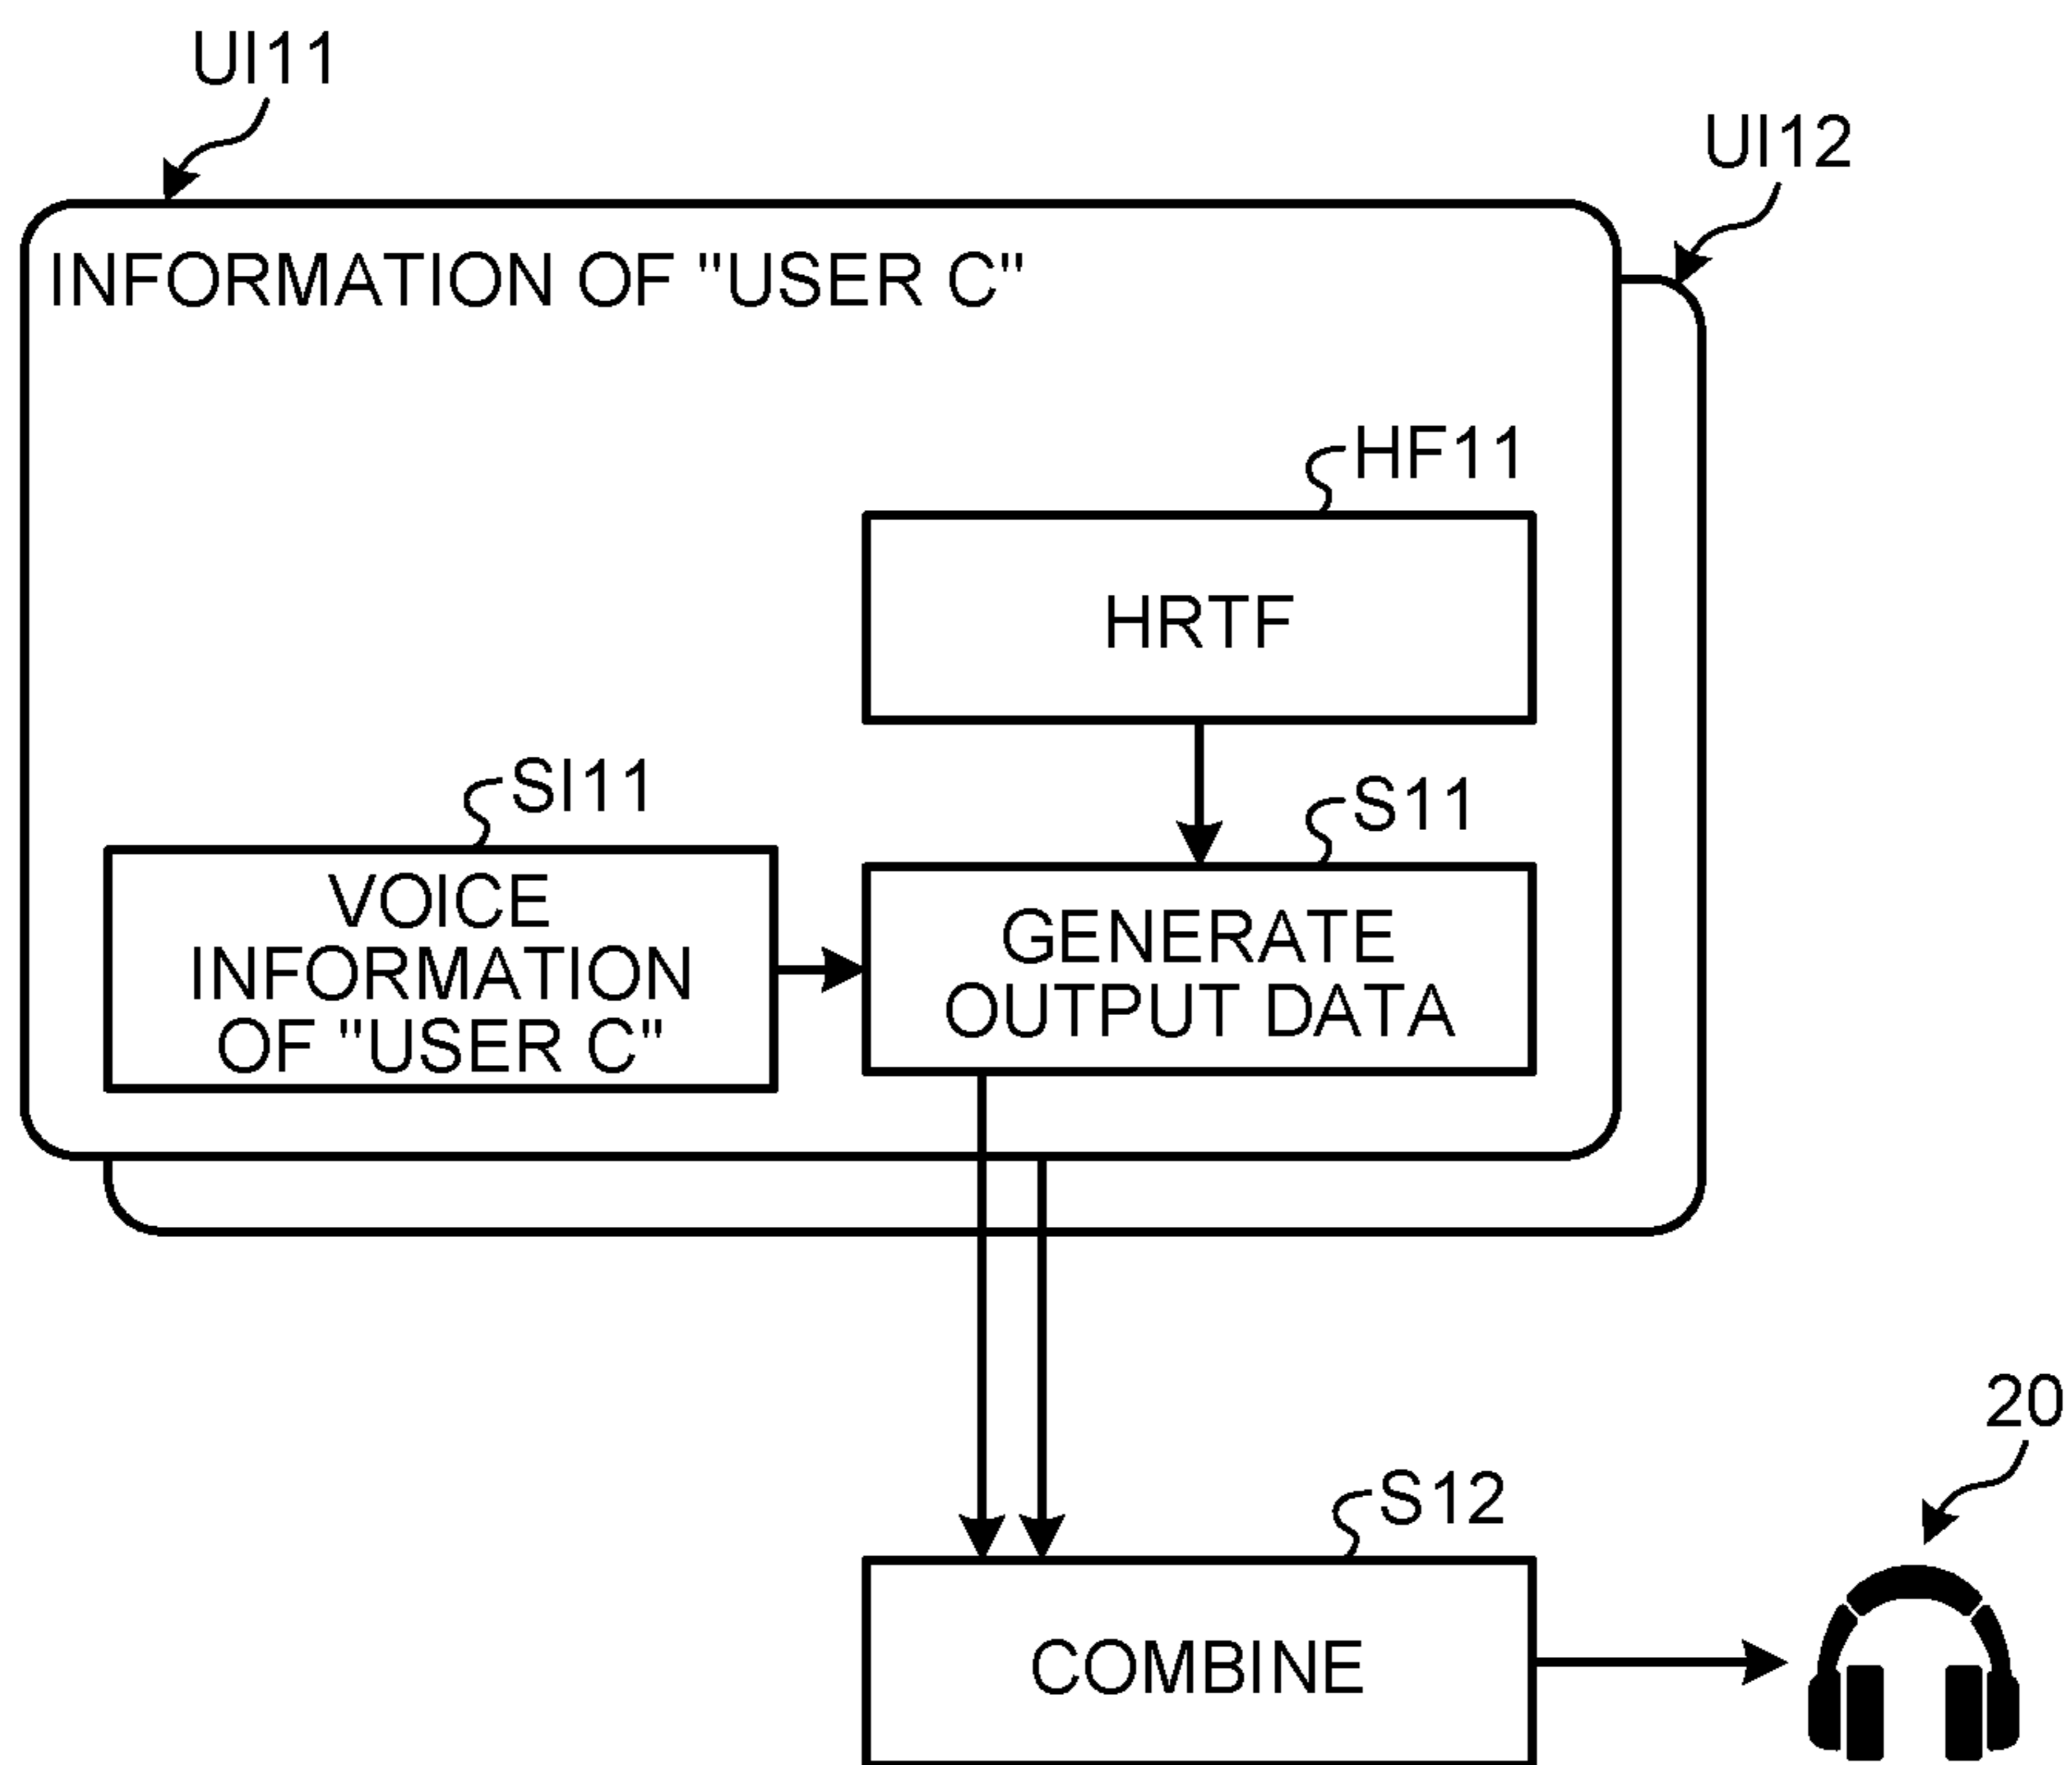 UI11
UI12
INFORMATION OF "USER C"
HF11
HRTF
SI11
S11
VOICE
INFORMATION
OF "USER C"
GENERATE
OUTPUT DATA
20
S12
COMBINE